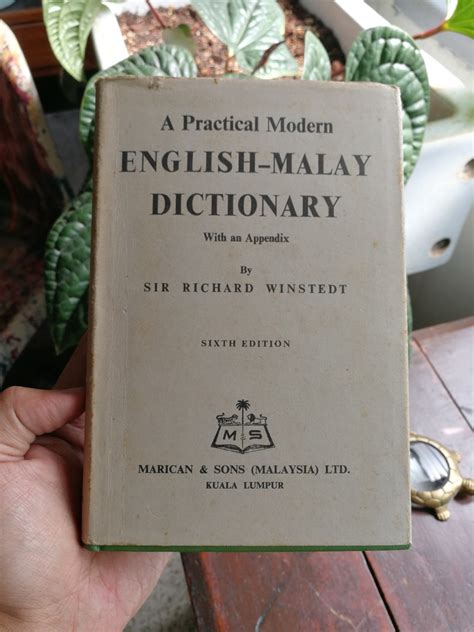 A Practical Modern
ENGLISH–MALAY
DICTIONARY
With an Appendix
By
SIR RICHARD WINSTEDT
SIXTH EDITION
M S
MARICAN & SONS (MALAYSIA) LTD.
KUALA LUMPUR